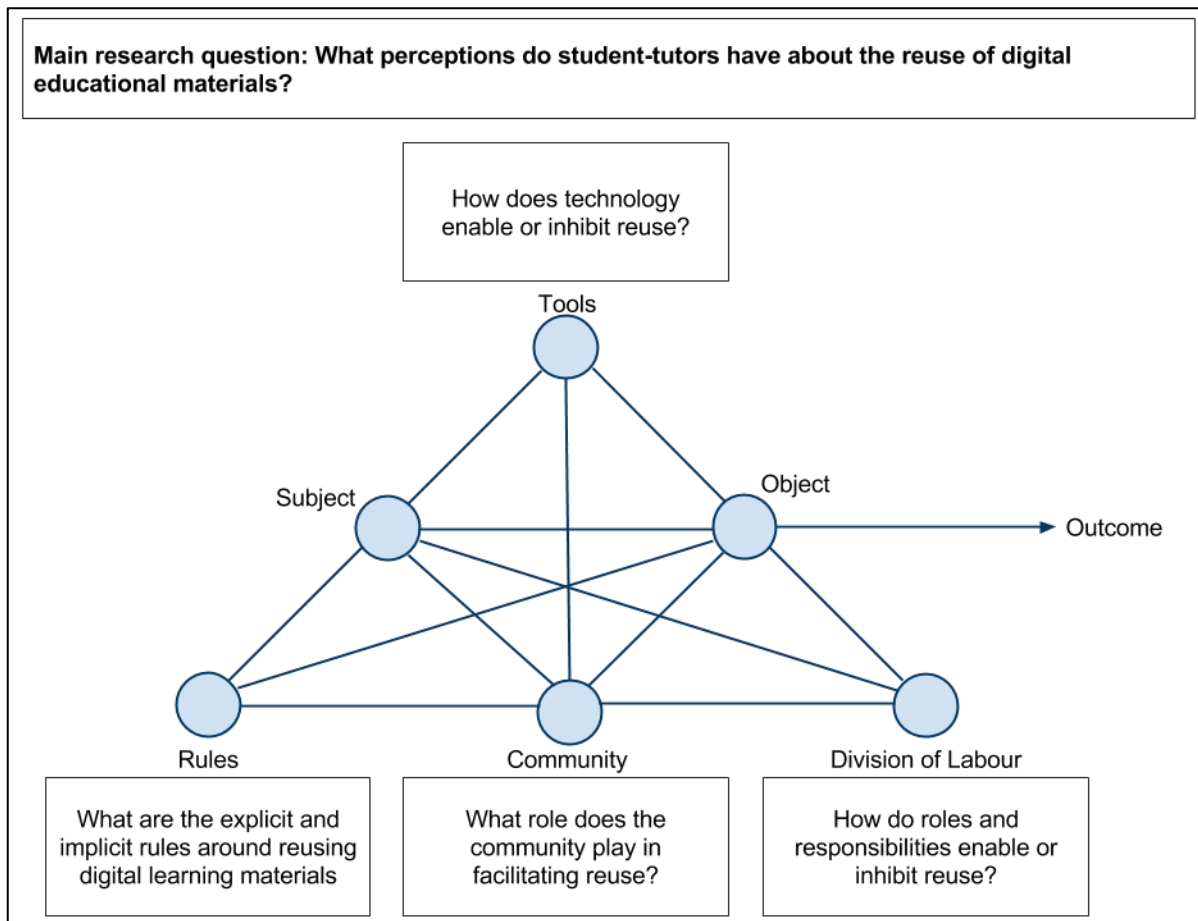 Main research question: What perceptions do student-tutors have about the reuse of digital
educational materials?
How does technology
enable or inhibit reuse?
Tools
Subject
Object
Outcome
Rules
Community
Division of Labour
What are the explicit and
implicit rules around reusing
digital learning materials
What role does the
community play in
facilitating reuse?
How do roles and
responsibilities enable or
inhibit reuse?